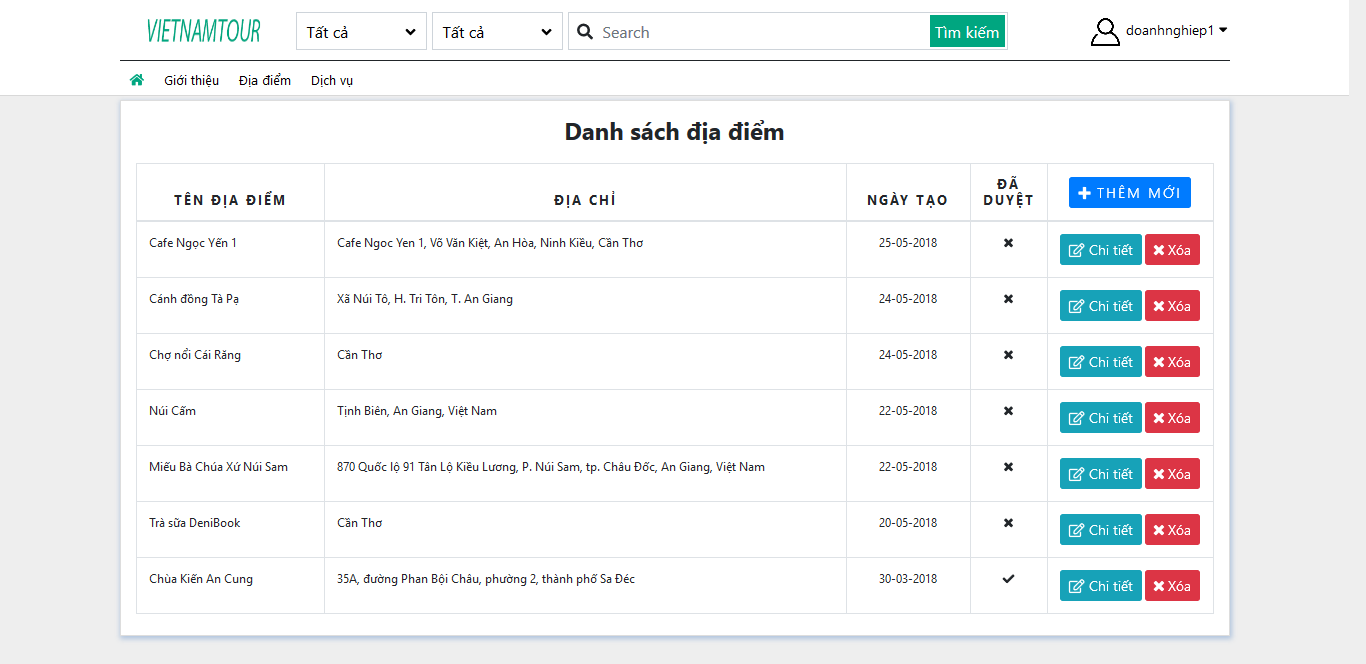 VIETNAMTOUR
Tất cả
Tất cả
Search
Tìm kiếm
doanhnghiep1
Giới thiệu
Địa điểm
Dịch vụ
Danh sách địa điểm
TÊN ĐỊA ĐIỂM
ĐỊA CHỈ
NGÀY TẠO
ĐÃ
DUYỆT
THÊM MỚI
Cafe Ngọc Yến 1
Cafe Ngoc Yen 1, Võ Văn Kiệt, An Hòa, Ninh Kiều, Cần Thơ
25-05-2018
Chi tiết
Xóa
Cánh đồng Tà Pạ
Xã Núi Tô, H. Tri Tôn, T. An Giang
24-05-2018
Chi tiết
Xóa
Chợ nổi Cái Răng
Cần Thơ
24-05-2018
Chi tiết
Xóa
Núi Cấm
Tịnh Biên, An Giang, Việt Nam
22-05-2018
Chi tiết
Xóa
Miếu Bà Chúa Xứ Núi Sam
870 Quốc lộ 91 Tân Lộ Kiều Lương, P. Núi Sam, tp. Châu Đốc, An Giang, Việt Nam
22-05-2018
Chi tiết
Xóa
Trà sữa DeniBook
Cần Thơ
20-05-2018
Chi tiết
Xóa
Chùa Kiến An Cung
35A, đường Phan Bội Châu, phường 2, thành phố Sa Đéc
30-03-2018
Chi tiết
Xóa